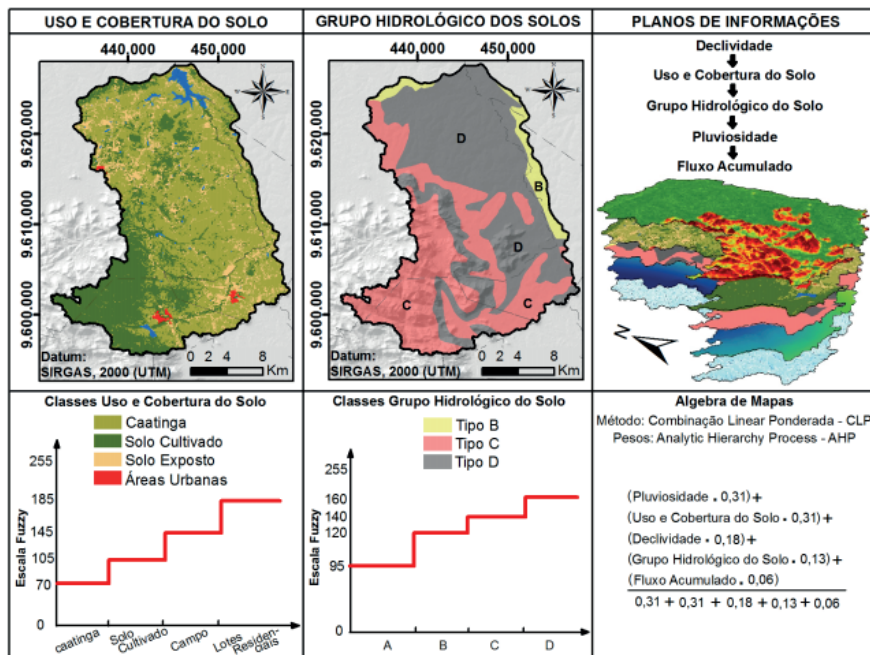 USO E COBERTURA DO SOLO
440,000 450,000
9.620.000
9.610.000
9.600.000
Datum:
SIRGAS, 2000 (UTM)
0 2 4 8 Km
GRUPO HIDROLÓGICO DOS SOLOS
440,000 450,000
9.620.000
9.610.000
9.600.000
D
B
D
C
C
Datum:
SIRGAS, 2000 (UTM)
0 2 4 8 Km
PLANOS DE INFORMAÇÕES
Declividade
Uso e Cobertura do Solo
Grupo Hidrológico do Solo
Pluviosidade
Fluxo Acumulado
N
Classes Uso e Cobertura do Solo
Caatinga
Solo Cultivado
Solo Exposto
Áreas Urbanas
Escala Fuzzy
255
185
145
105
70
0
caatinga
Solo
Cultivado
Campo
Lotes
Residen-
ciais
Classes Grupo Hidrológico do Solo
Tipo B
Tipo C
Tipo D
Escala Fuzzy
255
160
140
120
95
0
A B C D
Algebra de Mapas
Método: Combinação Linear Ponderada - CLP
Pesos: Analytic Hierarchy Process - AHP
(Pluviosidade . 0,31) +
(Uso e Cobertura do Solo . 0,31) +
(Declividade . 0,18) +
(Grupo Hidrológico do Solo . 0,13) +
(Fluxo Acumulado . 0,06)
0,31 + 0,31 + 0,18 + 0,13 + 0,06